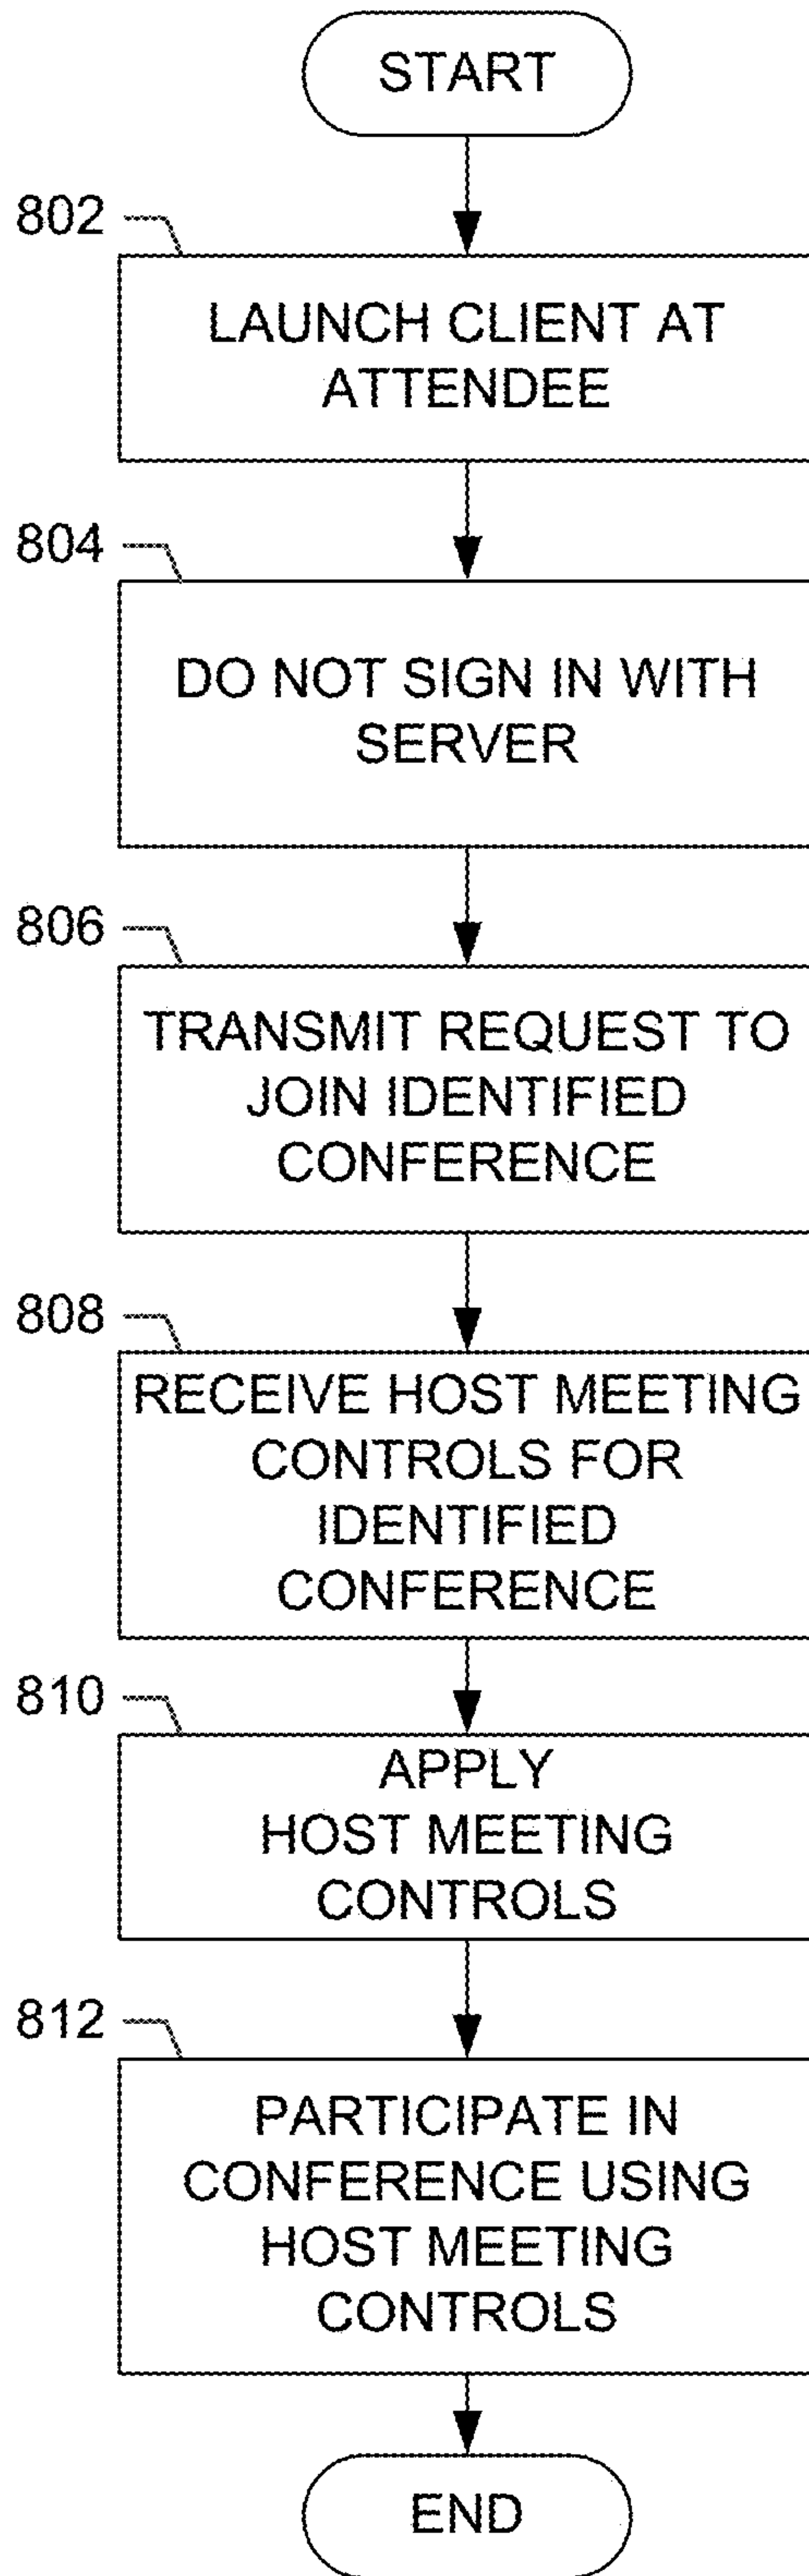 START
802
LAUNCH CLIENT AT
ATTENDEE
804
DO NOT SIGN IN WITH
SERVER
806
TRANSMIT REQUEST TO
JOIN IDENTIFIED
CONFERENCE
808
RECEIVE HOST MEETING
CONTROLS FOR
IDENTIFIED
CONFERENCE
810
APPLY
HOST MEETING
CONTROLS
812
PARTICIPATE IN
CONFERENCE USING
HOST MEETING
CONTROLS
END